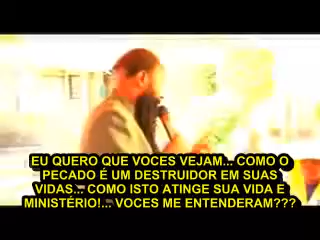 EU QUERO QUE VOCES VEJAM... COMO O
PECADO É UM DESTRUIDOR EM SUAS
VIDAS... COMO ISTO ATINGE SUA VIDA E
MINISTÉRIO!... VOCES ME ENTENDERAM???